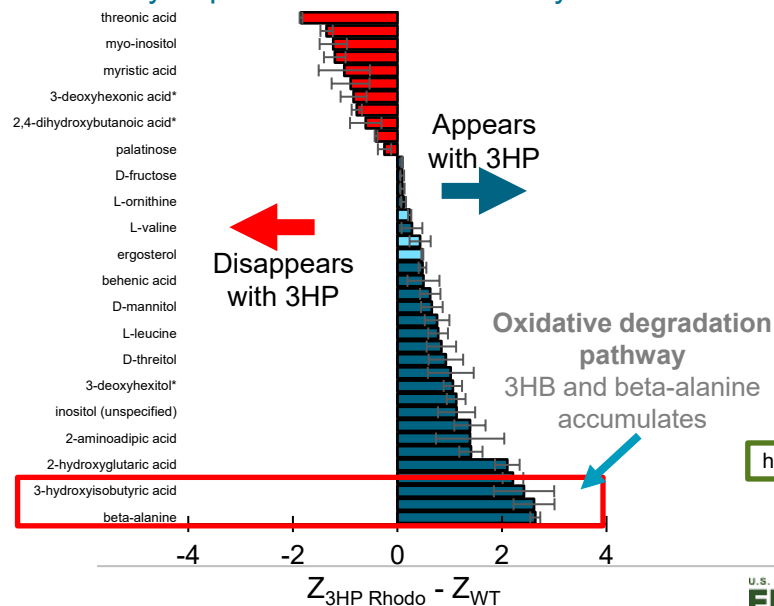 threonic acid
myo-inositol
myristic acid
3-deoxyhexonic acid*
2,4-dihydroxybutanoic acid*
palatinose
D-fructose
L-ornithine
L-valine
ergosterol
behenic acid
D-mannitol
L-leucine
D-threitol
3-deoxyhexitol*
inositol (unspecified)
2-aminoadipic acid
2-hydroxyglutaric acid
3-hydroxyisobutyric acid
beta-alanine
Appears
with 3HP
Disappears
with 3HP
Oxidative degradation
pathway
3HB and beta-alanine
accumulates
h
-4 -2 0 2 4
Z3HP Rhodo - ZWT
U.S.